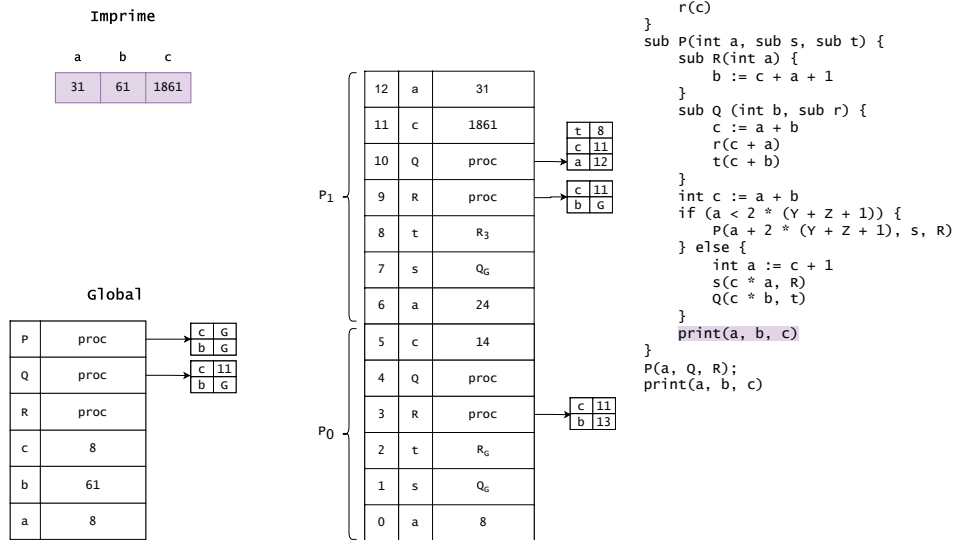 Imprime
a b c
31 61 1861
Global
P proc
c G
b G
Q proc
c 11
b G
R proc
c 8
b 61
a 8
P1
12 a 31
11 c 1861
10 Q proc
t 8
c 11
a 12
9 R proc
c 11
b G
8 t R3
7 s QG
6 a 24
P0
5 c 14
4 Q proc
3 R proc
c 11
b 13
2 t RG
1 s QG
0 a 8
r(c)
}
sub P(int a, sub s, sub t) {
sub R(int a) {
b := c + a + 1
}
sub Q (int b, sub r) {
c := a + b
r(c + a)
t(c + b)
}
int c := a + b
if (a < 2 * (Y + Z + 1)) {
P(a + 2 * (Y + Z + 1), s, R)
} else {
int a := c + 1
s(c * a, R)
Q(c * b, t)
}
print(a, b, c)
}
P(a, Q, R);
print(a, b, c)